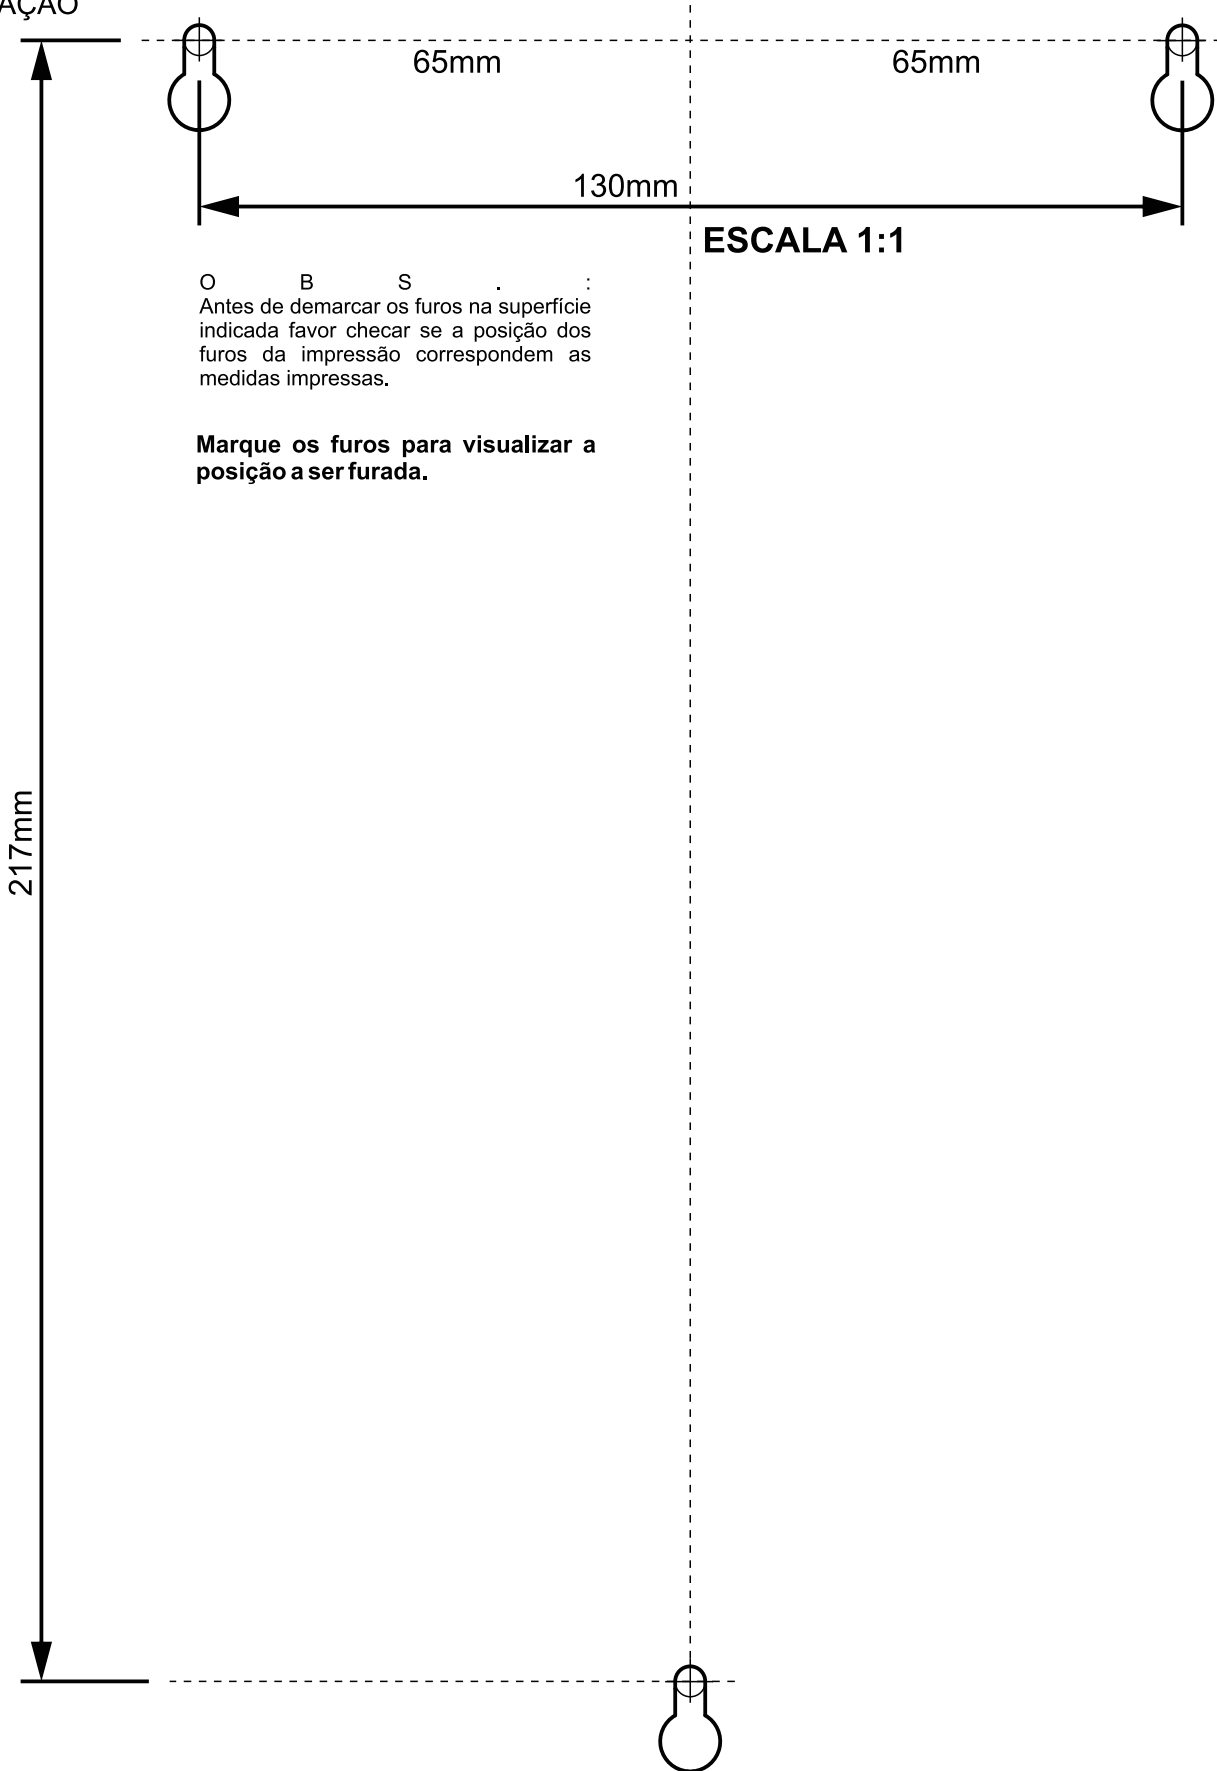 AÇÃO
65mm
65mm
130mm
ESCALA 1:1
O B S . :
Antes de demarcar os furos na superfície
indicada favor checar se a posição dos
furos da impressão correspondem as
medidas impressas.
Marque os furos para visualizar a
posição a ser furada.
217mm